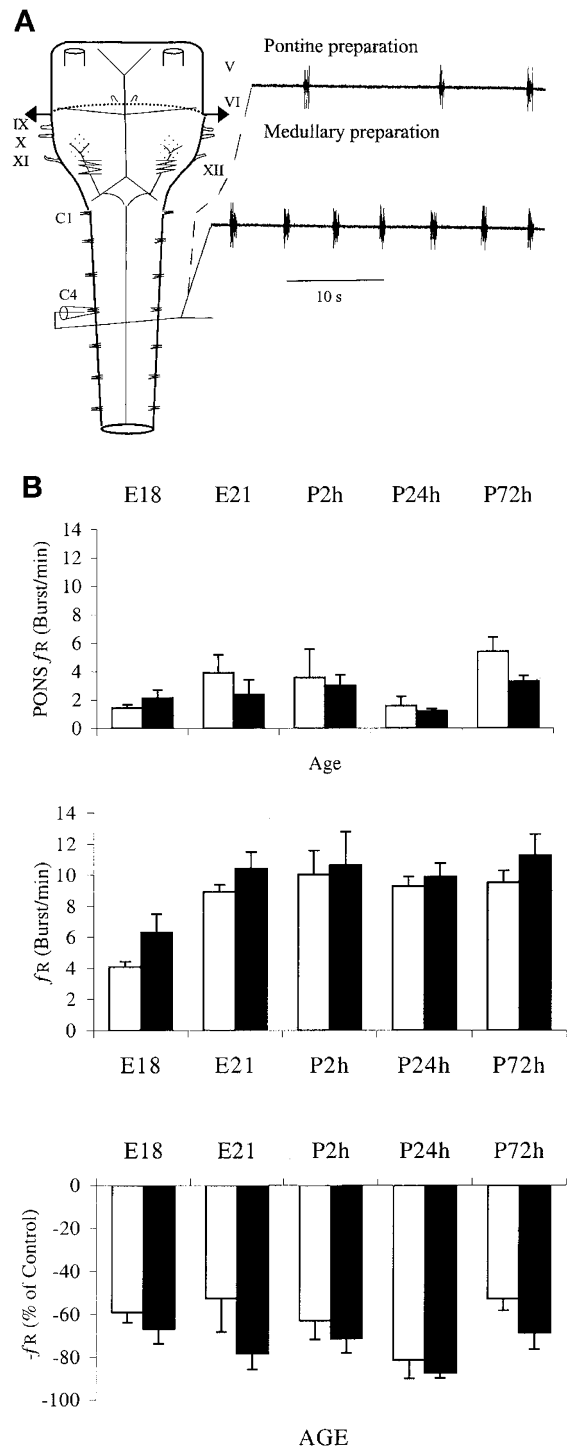 A
Pontine preparation
V
VI
IX
X
XI
XII
Medullary preparation
C1
C4
10 s
B
E18 E21 P2h P24h P72h
PONS fR (Burst/min)
14
12
10
8
6
4
2
0
Age
fR (Burst/min)
14
12
10
8
6
4
2
0
E18 E21 P2h P24h P72h
E18 E21 P2h P24h P72h
-fR (% of Control)
0
-20
-40
-60
-80
-100
AGE